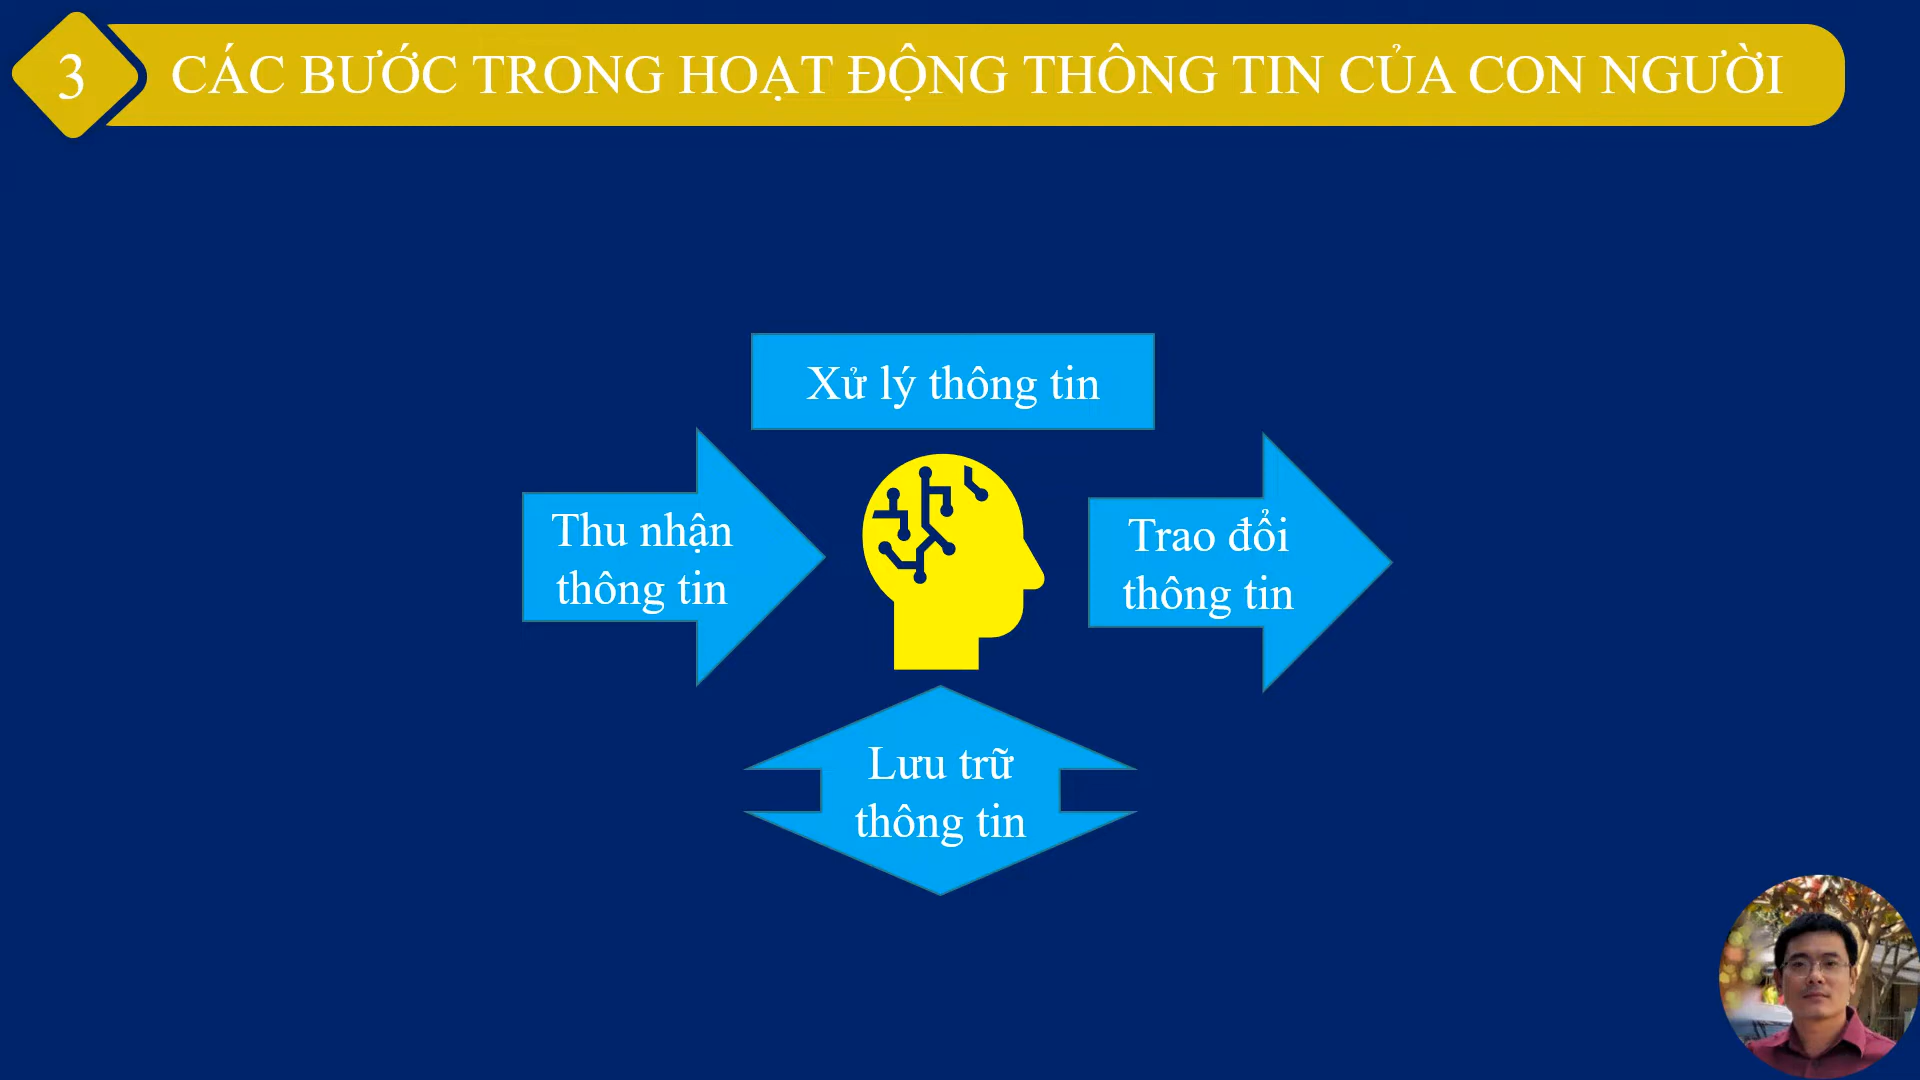 3
CÁC BƯỚC TRONG HOẠT ĐỘNG THÔNG TIN CỦA CON NGƯỜI
Xử lý thông tin
Thu nhận
thông tin
Trao đổi
thông tin
Lưu trữ
thông tin